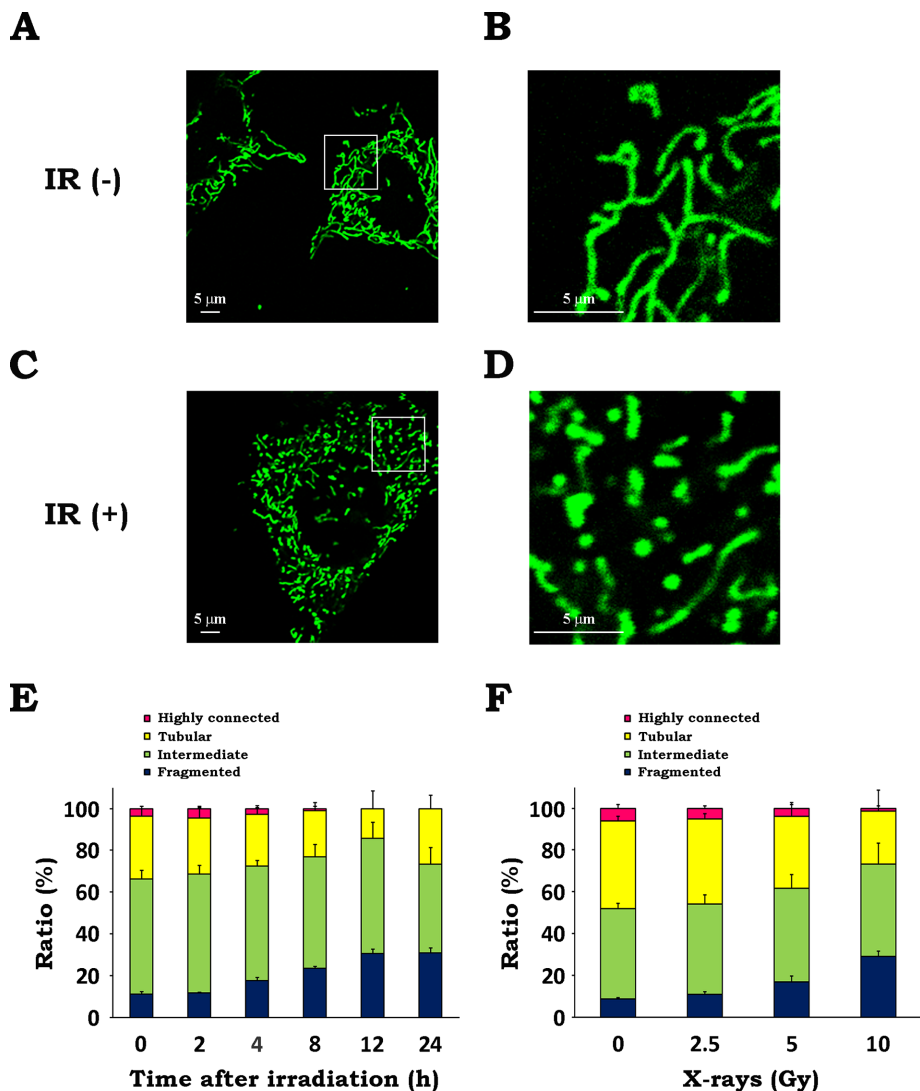 A
B
IR (-)
5 μm
5 μm
C
D
IR (+)
5 μm
5 μm
E
F
Highly connected
Tubular
Intermediate
Fragmented
Ratio (%)
100
80
60
40
20
0
0 2 4 8 12 24
Time after irradiation (h)
Highly connected
Tubular
Intermediate
Fragmented
Ratio (%)
100
80
60
40
20
0
0 2.5 5 10
X-rays (Gy)